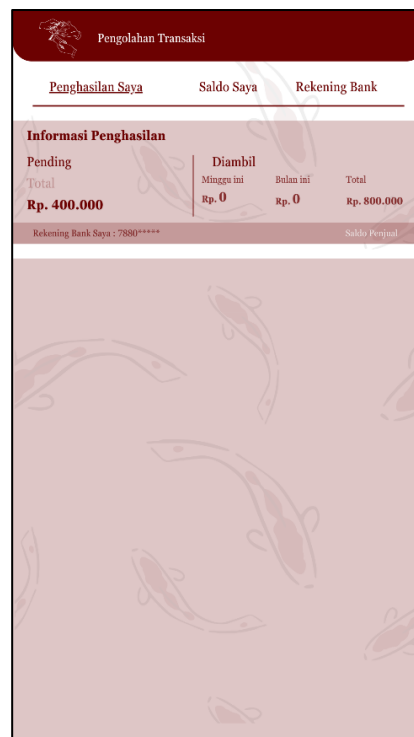 Pengolahan Transaksi
Penghasilan Saya Saldo Saya Rekening Bank
Informasi Penghasilan
Pending Diambil
Total Minggu ini Bulan ini Total
Rp. 400.000 Rp. 0 Rp. 0 Rp. 800.000
Rekening Bank Saya : 7880***** Saldo Penjual